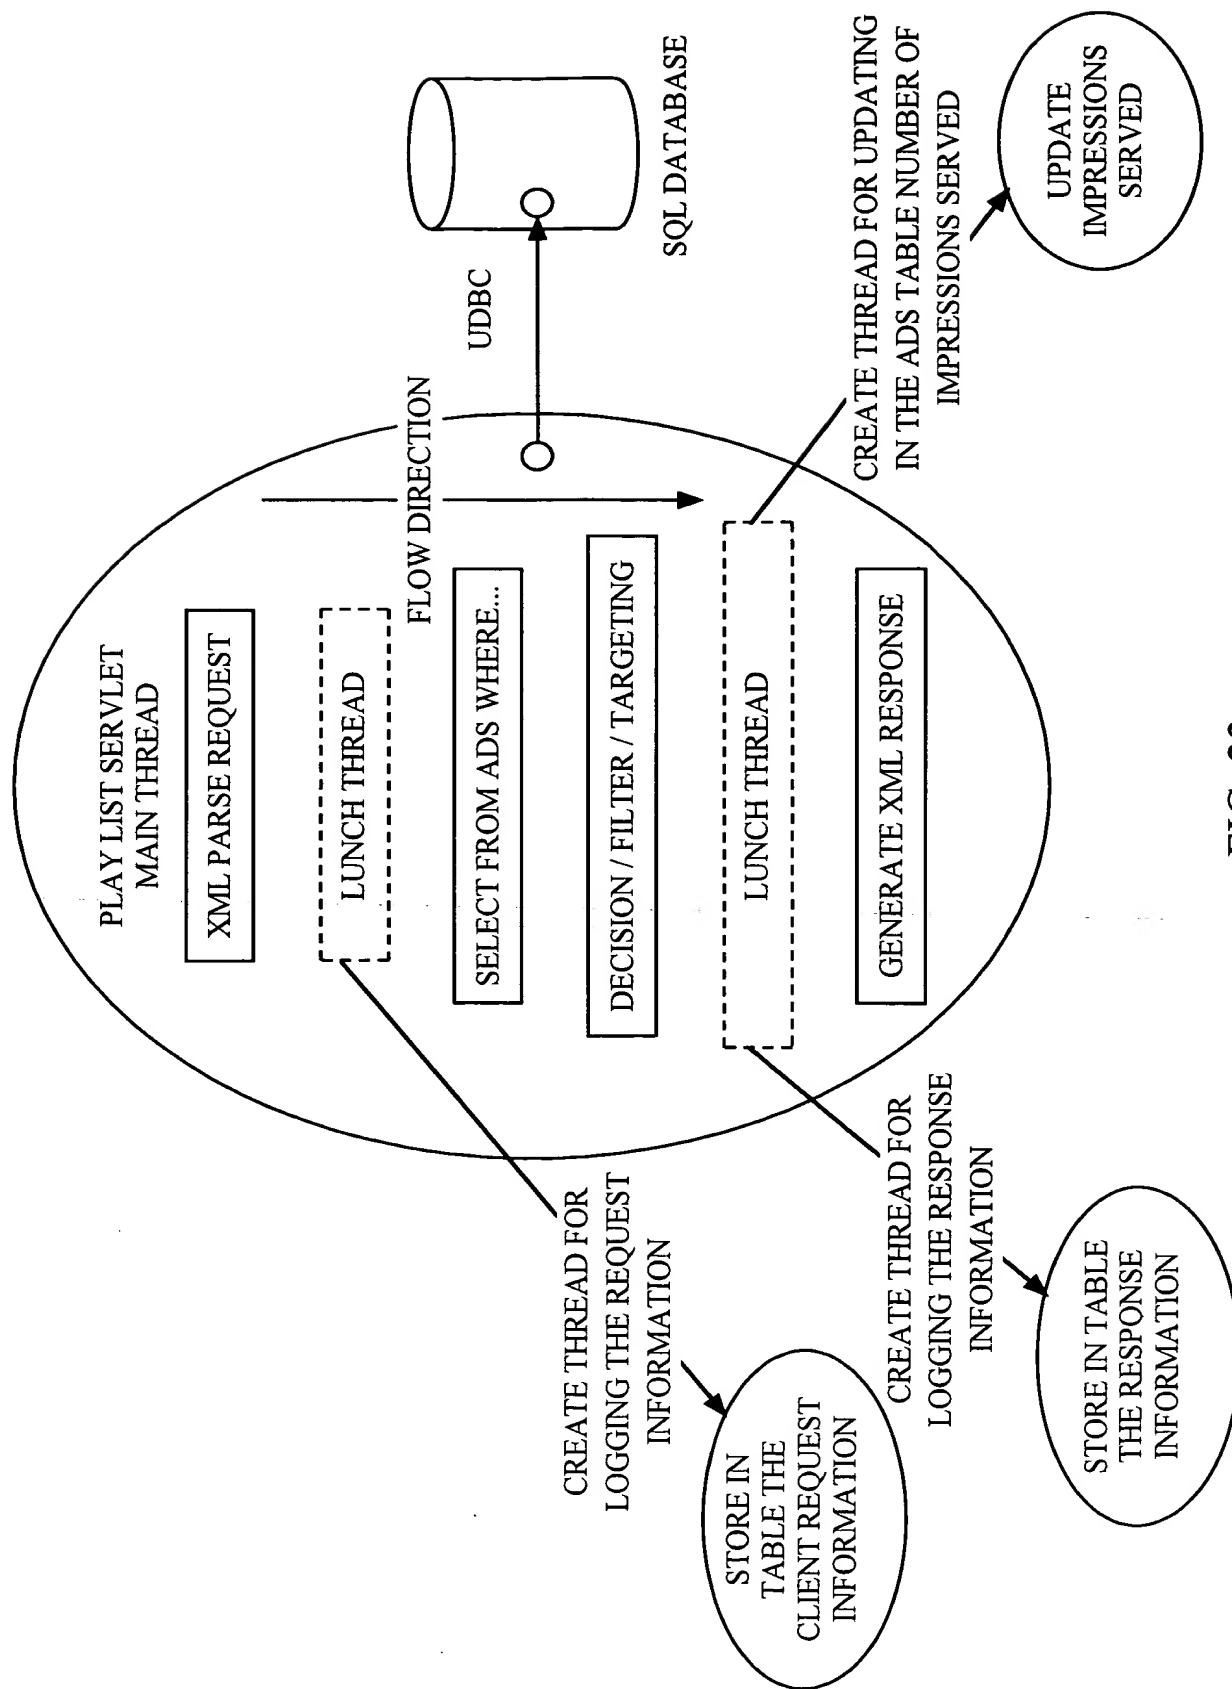 PLAY LIST SERVLET
MAIN THREAD
XML PARSE REQUEST
LUNCH THREAD
FLOW DIRECTION
SELECT FROM ADS WHERE...
DECISION / FILTER / TARGETING
LUNCH THREAD
GENERATE XML RESPONSE
UDBC
SQL DATABASE
CREATE THREAD FOR
LOGGING THE REQUEST
INFORMATION
STORE IN
TABLE THE
CLIENT REQUEST
INFORMATION
CREATE THREAD FOR
LOGGING THE RESPONSE
INFORMATION
STORE IN TABLE
THE RESPONSE
INFORMATION
CREATE THREAD FOR UPDATING
IN THE ADS TABLE NUMBER OF
IMPRESSIONS SERVED
UPDATE
IMPRESSIONS
SERVED